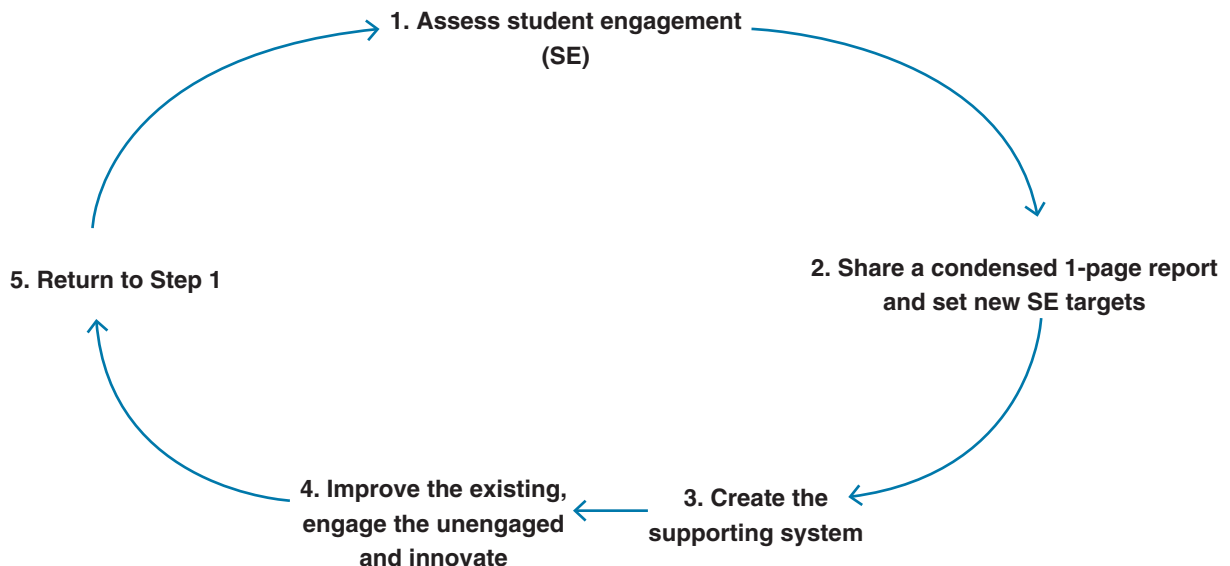 1. Assess student engagement
(SE)
2. Share a condensed 1-page report
and set new SE targets
3. Create the
supporting system
4. Improve the existing,
engage the unengaged
and innovate
5. Return to Step 1